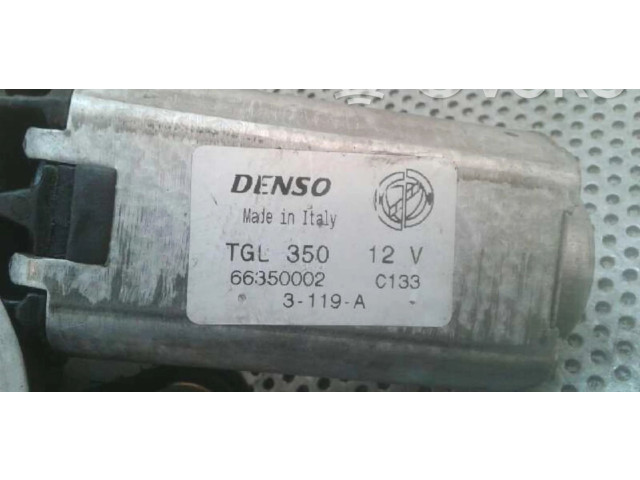 DENSO
Made in Italy
TGL 350 12 V
66350002 C133
3-119-A